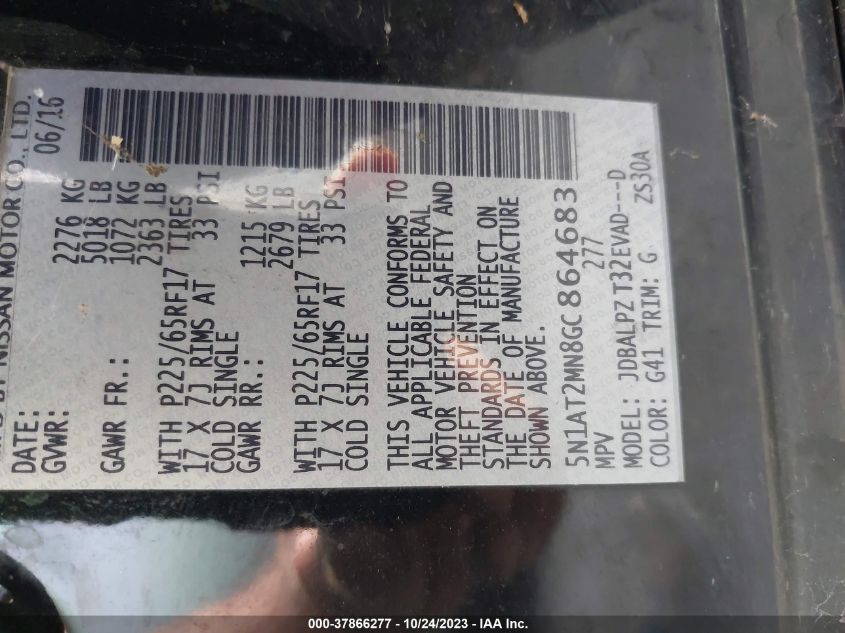 MFD BY NISSAN MOTOR CO., LTD.
DATE: 06/16
GVWR: 2276 KG
5018 LB
GAWR FR.: 1072 KG
2363 LB
WITH P225/65RF17 TIRES
17 X 7J RIMS AT 33 PSI
COLD SINGLE
GAWR RR.: 1215 KG
2679 LB
WITH P225/65RF17 TIRES
17 X 7J RIMS AT 33 PSI
COLD SINGLE
THIS VEHICLE CONFORMS TO
ALL APPLICABLE FEDERAL
MOTOR VEHICLE SAFETY AND
THEFT PREVENTION
STANDARDS IN EFFECT ON
THE DATE OF MANUFACTURE
SHOWN ABOVE.
5N1AT2MN8GC864683
MPV 277
MODEL: JDBALPZ T32EVAD---D
COLOR: G41 TRIM: G ZS30A
000-37866277 - 10/24/2023 - IAA Inc.